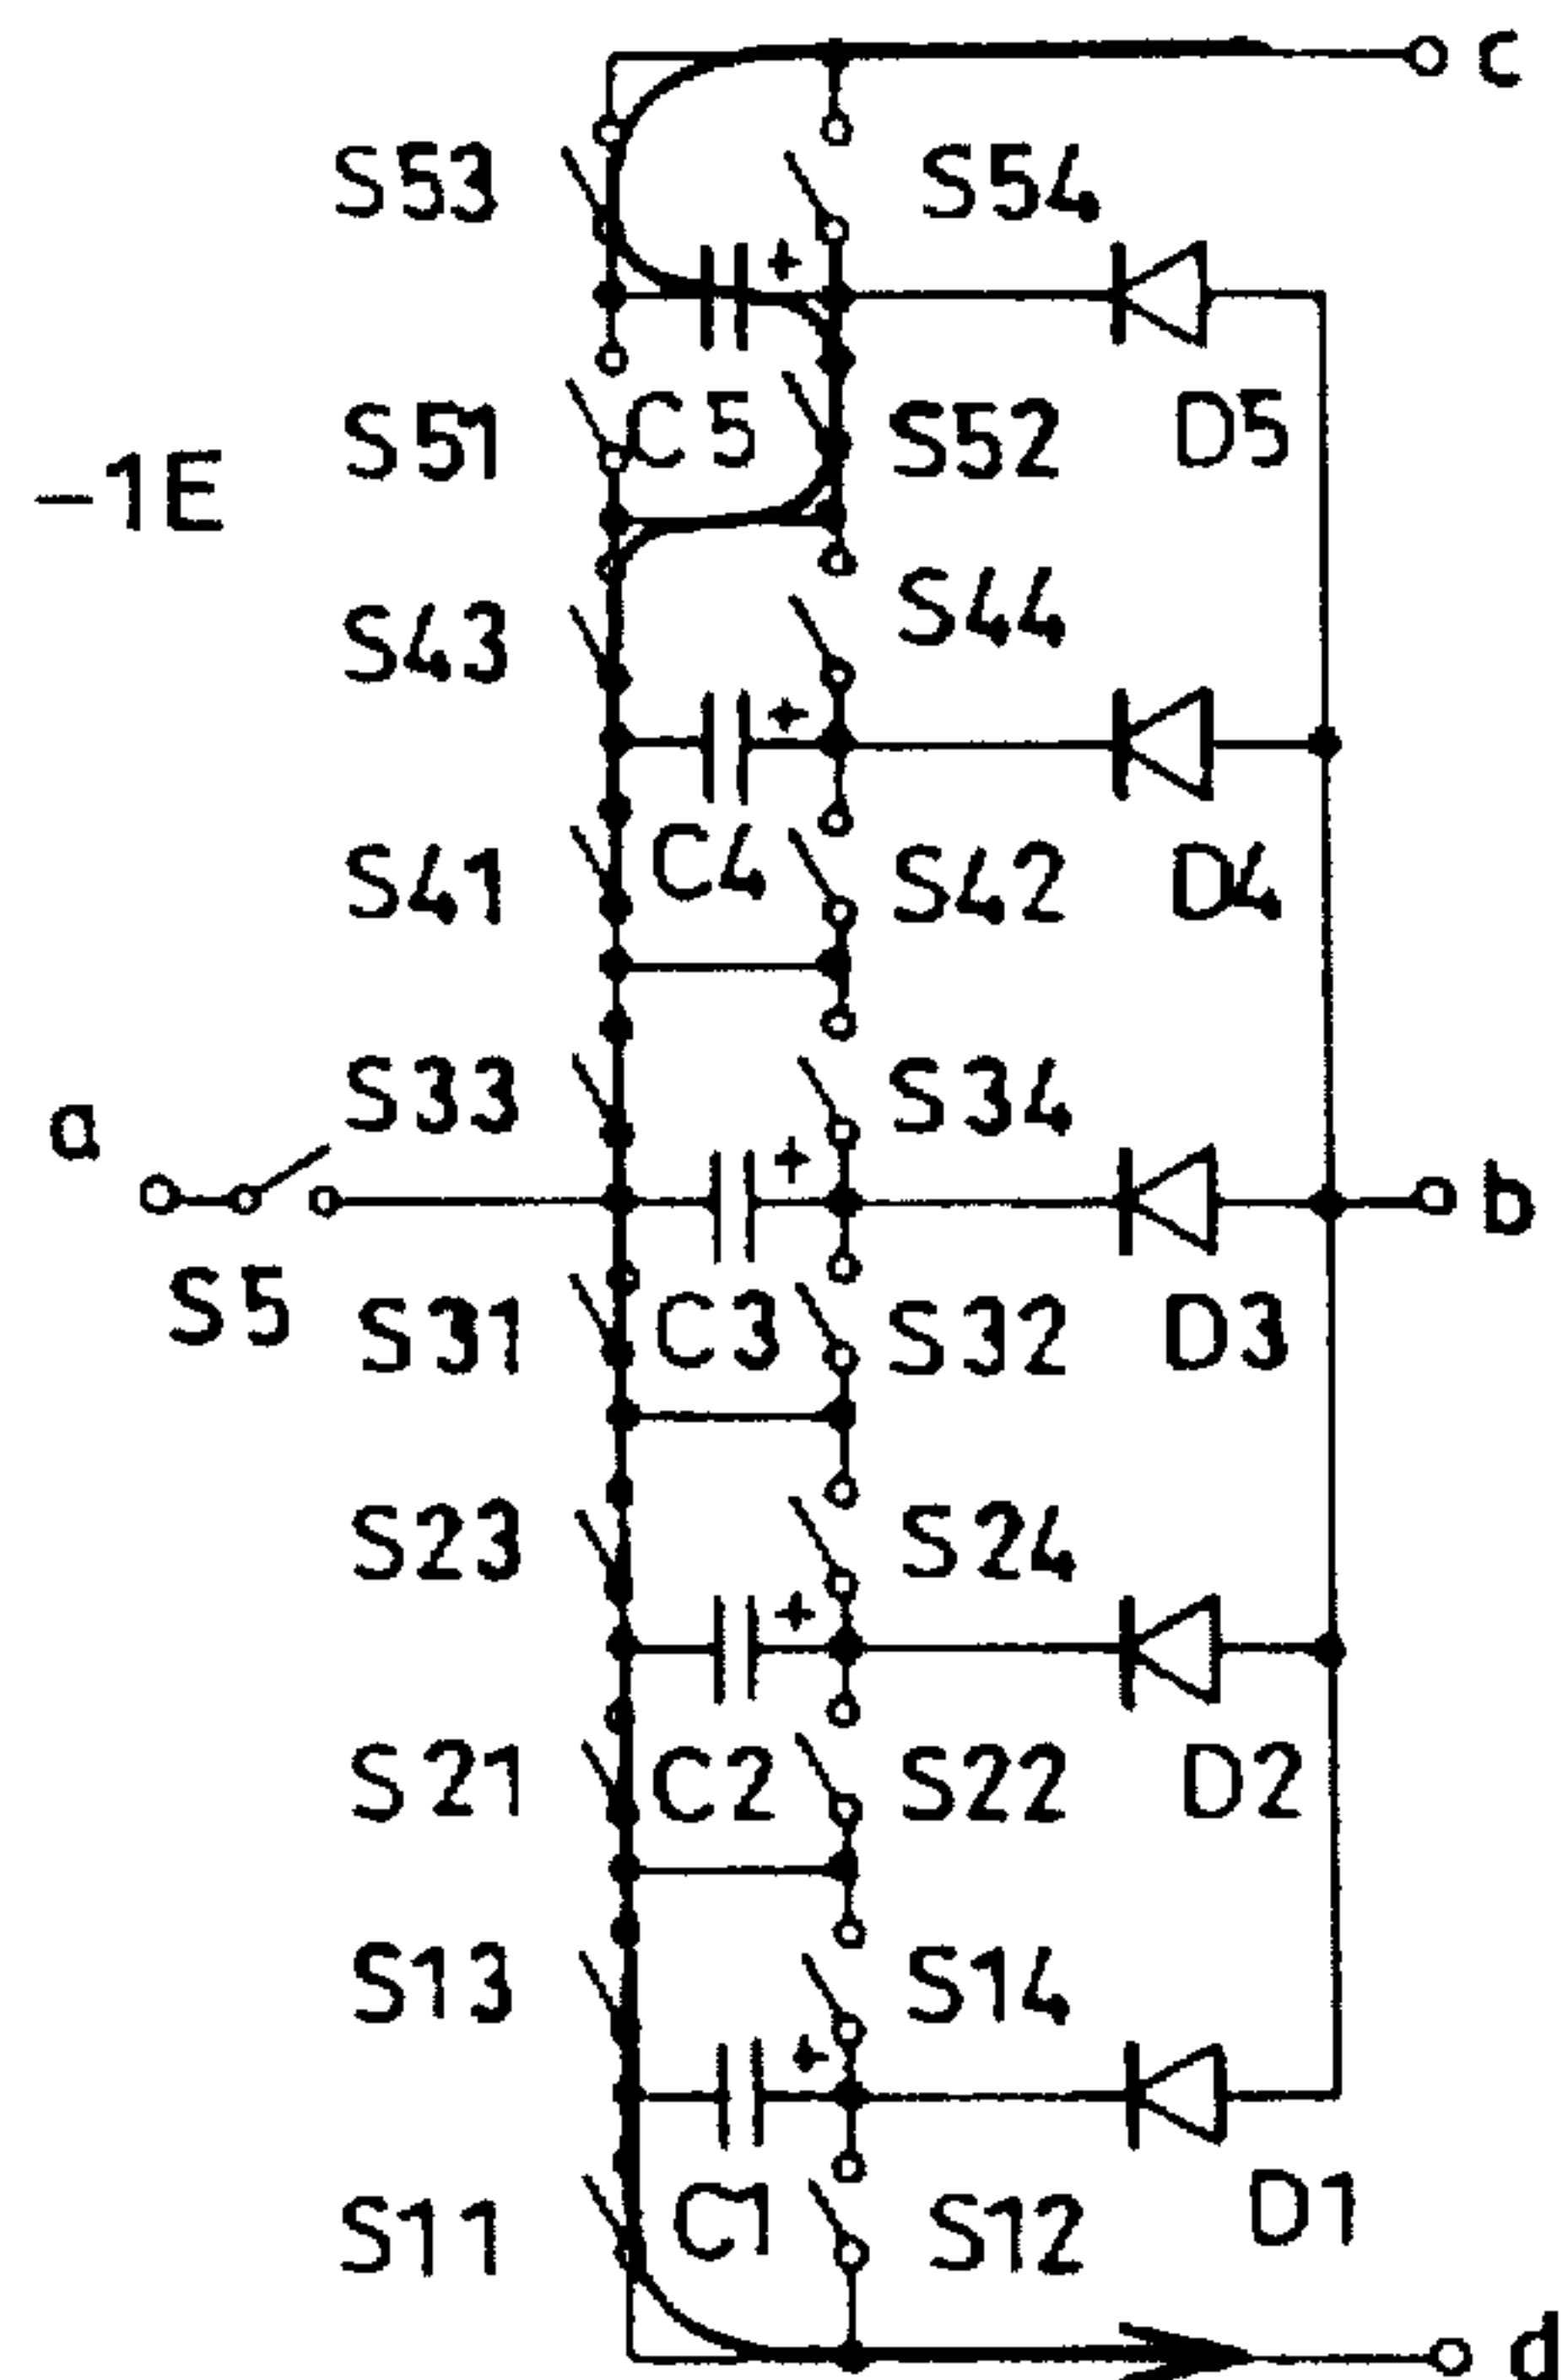 c
S53 S54
+
S51 C5 S52 D5
-1E
S43 S44
+
S41 C4 S42 D4
S33 S34
a
+
b
S5 S31 C3 S32 D3
S23 S24
+
S21 C2 S22 D2
S13 S14
+
S11 C1 S12 D1
d